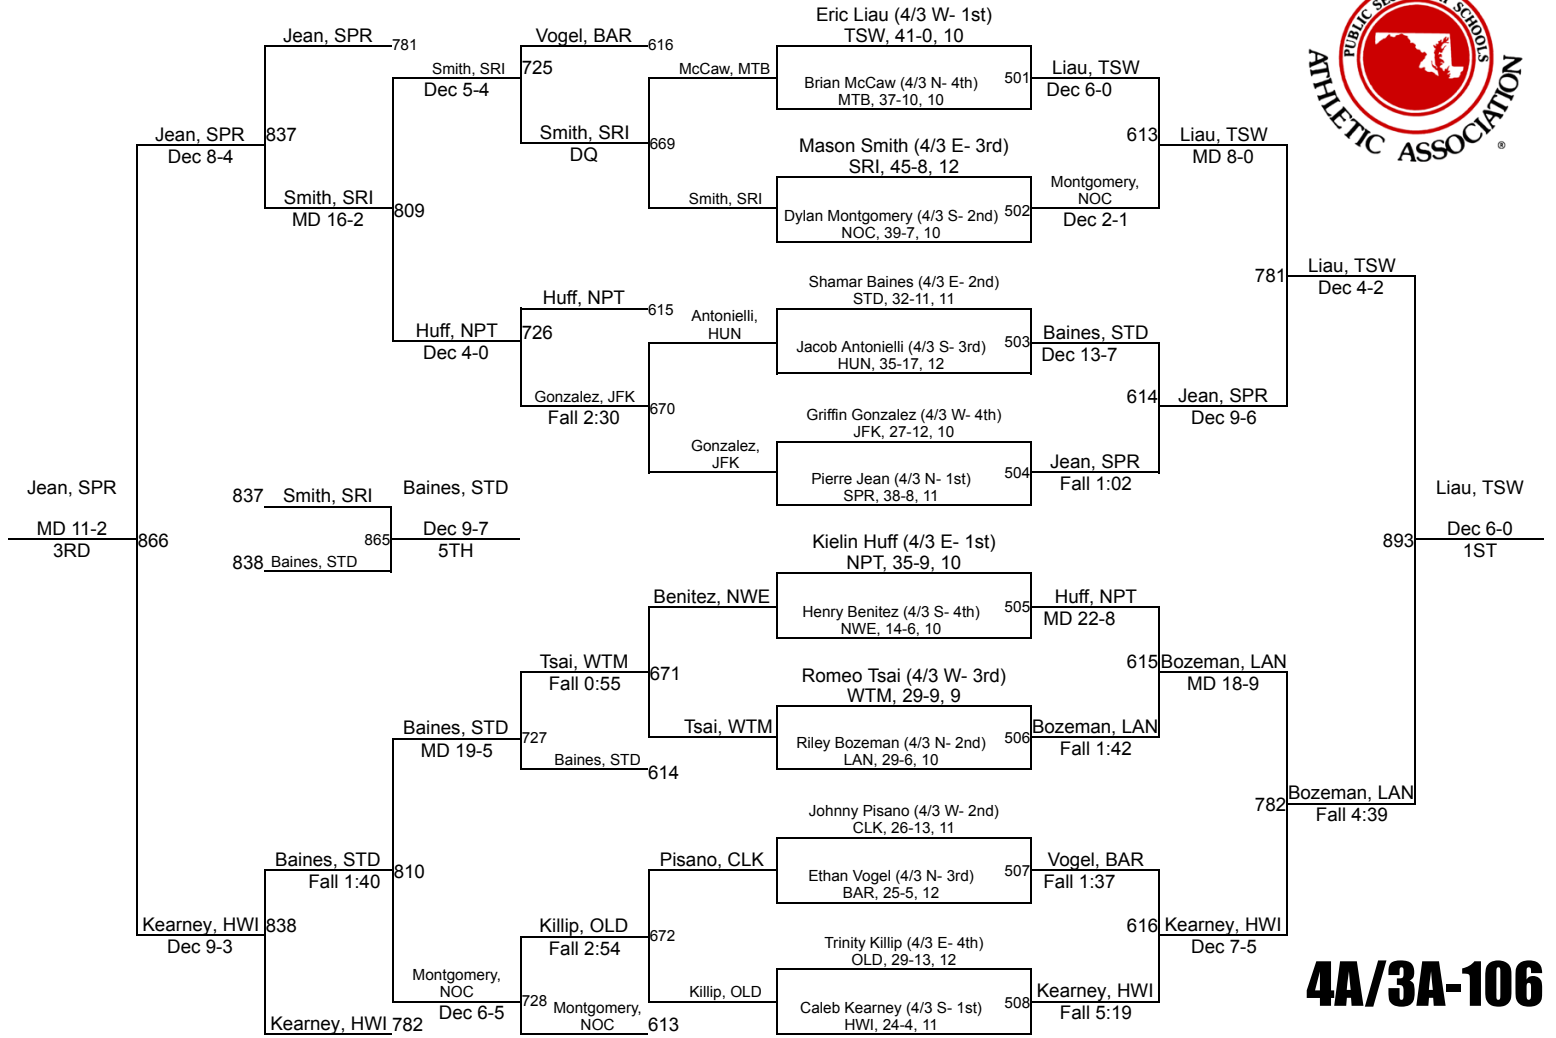 PUBLIC SECONDARY SCHOOLS
ATHLETIC ASSOCIATION
®
Jean, SPR
781
Jean, SPR
Dec 8-4
837
Smith, SRI
MD 16-2
Smith, SRI
Dec 5-4
809
Huff, NPT
Dec 4-0
Vogel, BAR
616
725
Smith, SRI
DQ
669
McCaw, MTB
Smith, SRI
Huff, NPT
615
726
Gonzalez, JFK
Fall 2:30
670
Antonielli,
HUN
Gonzalez,
JFK
Eric Liau (4/3 W- 1st)
TSW, 41-0, 10
Brian McCaw (4/3 N- 4th)
MTB, 37-10, 10
501
Mason Smith (4/3 E- 3rd)
SRI, 45-8, 12
Dylan Montgomery (4/3 S- 2nd)
NOC, 39-7, 10
502
Shamar Baines (4/3 E- 2nd)
STD, 32-11, 11
Jacob Antonielli (4/3 S- 3rd)
HUN, 35-17, 12
503
Griffin Gonzalez (4/3 W- 4th)
JFK, 27-12, 10
Pierre Jean (4/3 N- 1st)
SPR, 38-8, 11
504
Liau, TSW
Dec 6-0
613
Montgomery,
NOC
Dec 2-1
Liau, TSW
MD 8-0
Baines, STD
Dec 13-7
614
Jean, SPR
Fall 1:02
Jean, SPR
Dec 9-6
781
Liau, TSW
Dec 4-2
Jean, SPR
MD 11-2
3RD
866
837
Smith, SRI
865
838
Baines, STD
Baines, STD
Dec 9-7
5TH
893
Liau, TSW
Dec 6-0
1ST
Kielin Huff (4/3 E- 1st)
NPT, 35-9, 10
Henry Benitez (4/3 S- 4th)
NWE, 14-6, 10
505
Romeo Tsai (4/3 W- 3rd)
WTM, 29-9, 9
Riley Bozeman (4/3 N- 2nd)
LAN, 29-6, 10
506
Johnny Pisano (4/3 W- 2nd)
CLK, 26-13, 11
Ethan Vogel (4/3 N- 3rd)
BAR, 25-5, 12
507
Trinity Killip (4/3 E- 4th)
OLD, 29-13, 12
Caleb Kearney (4/3 S- 1st)
HWI, 24-4, 11
508
Benitez, NWE
Tsai, WTM
Fall 0:55
671
Tsai, WTM
Baines, STD
MD 19-5
727
Baines, STD
614
Baines, STD
Fall 1:40
810
Pisano, CLK
Killip, OLD
Fall 2:54
672
Killip, OLD
Kearney, HWI
Dec 9-3
838
Montgomery,
NOC
Dec 6-5
728
Montgomery,
NOC
613
Kearney, HWI
782
Huff, NPT
MD 22-8
615
Bozeman, LAN
MD 18-9
Bozeman, LAN
Fall 1:42
782
Bozeman, LAN
Fall 4:39
Vogel, BAR
Fall 1:37
616
Kearney, HWI
Dec 7-5
Kearney, HWI
Fall 5:19
4A/3A-106